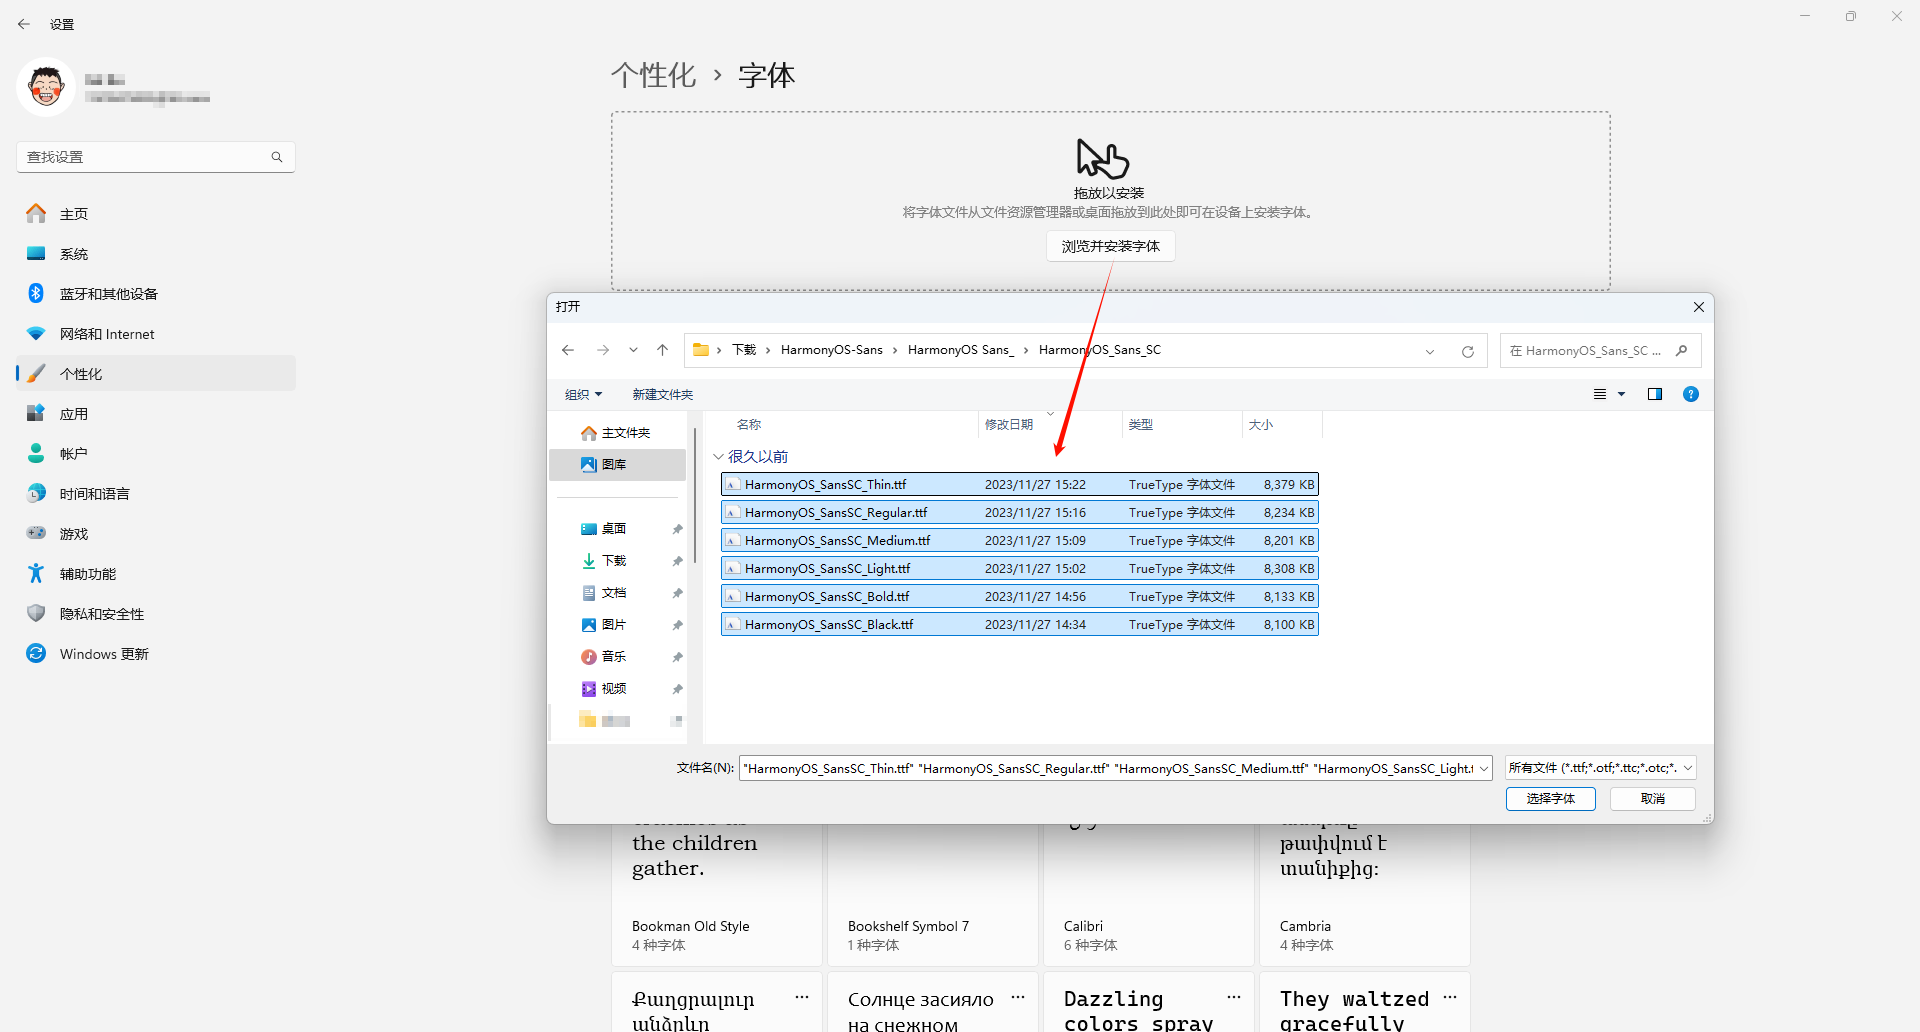 设置
个性化 › 字体
查找设置
主页
系统
蓝牙和其他设备
网络和 Internet
个性化
应用
帐户
时间和语言
游戏
辅助功能
隐私和安全性
Windows 更新
拖放以安装
将字体文件从文件资源管理器或桌面拖放到此处即可在设备上安装字体。
浏览并安装字体
打开
下载 › HarmonyOS-Sans › HarmonyOS Sans_ › HarmonyOS_Sans_SC
在 HarmonyOS_Sans_SC ...
组织 新建文件夹
主文件夹
图库
桌面
下载
文档
图片
音乐
视频
名称 修改日期 类型 大小
很久以前
HarmonyOS_SansSC_Thin.ttf 2023/11/27 15:22 TrueType 字体文件 8,379 KB
HarmonyOS_SansSC_Regular.ttf 2023/11/27 15:16 TrueType 字体文件 8,234 KB
HarmonyOS_SansSC_Medium.ttf 2023/11/27 15:09 TrueType 字体文件 8,201 KB
HarmonyOS_SansSC_Light.ttf 2023/11/27 15:02 TrueType 字体文件 8,308 KB
HarmonyOS_SansSC_Bold.ttf 2023/11/27 14:56 TrueType 字体文件 8,133 KB
HarmonyOS_SansSC_Black.ttf 2023/11/27 14:34 TrueType 字体文件 8,100 KB
文件名(N): "HarmonyOS_SansSC_Thin.ttf" "HarmonyOS_SansSC_Regular.ttf" "HarmonyOS_SansSC_Medium.ttf" "HarmonyOS_SansSC_Light.t
所有文件 (*.ttf;*.otf;*.ttc;*.otc;*.
选择字体 取消
the children
gather.
Bookman Old Style
4 种字体
Bookshelf Symbol 7
1 种字体
Calibri
6 种字体
թափվում է
տանիքից:
Cambria
4 种字体
Քաղցրալուր
անձրևը
Солнце засияло
на снежном
Dazzling
colors spray
They waltzed
gracefully